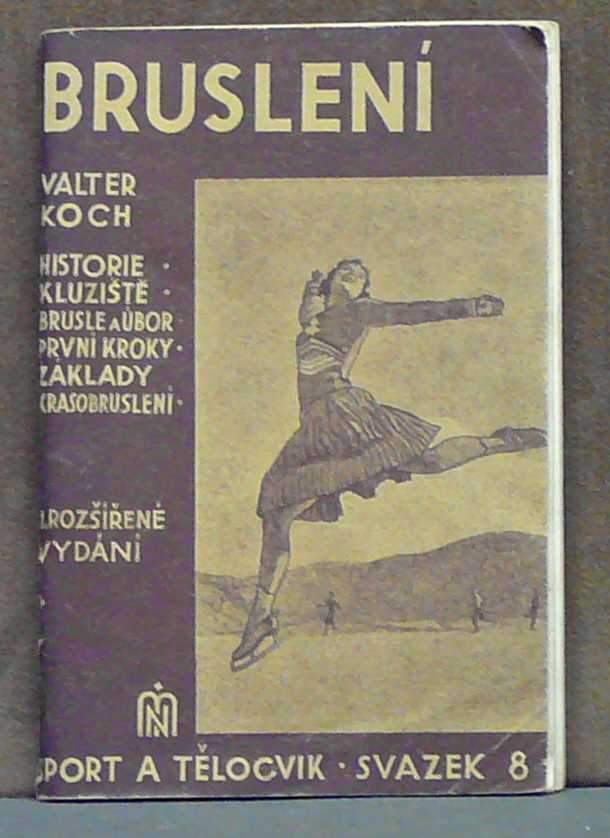 BRUSLENÍ
VALTER
KOCH
HISTORIE ·
KLUZIŠTĚ ·
BRUSLE A ÚBOR
PRVNÍ KROKY ·
ZÁKLADY
KRASOBRUSLENÍ ·
ROZŠÍŘENÉ
VYDÁNÍ
SPORT A TĚLOCVIK · SVAZEK 8